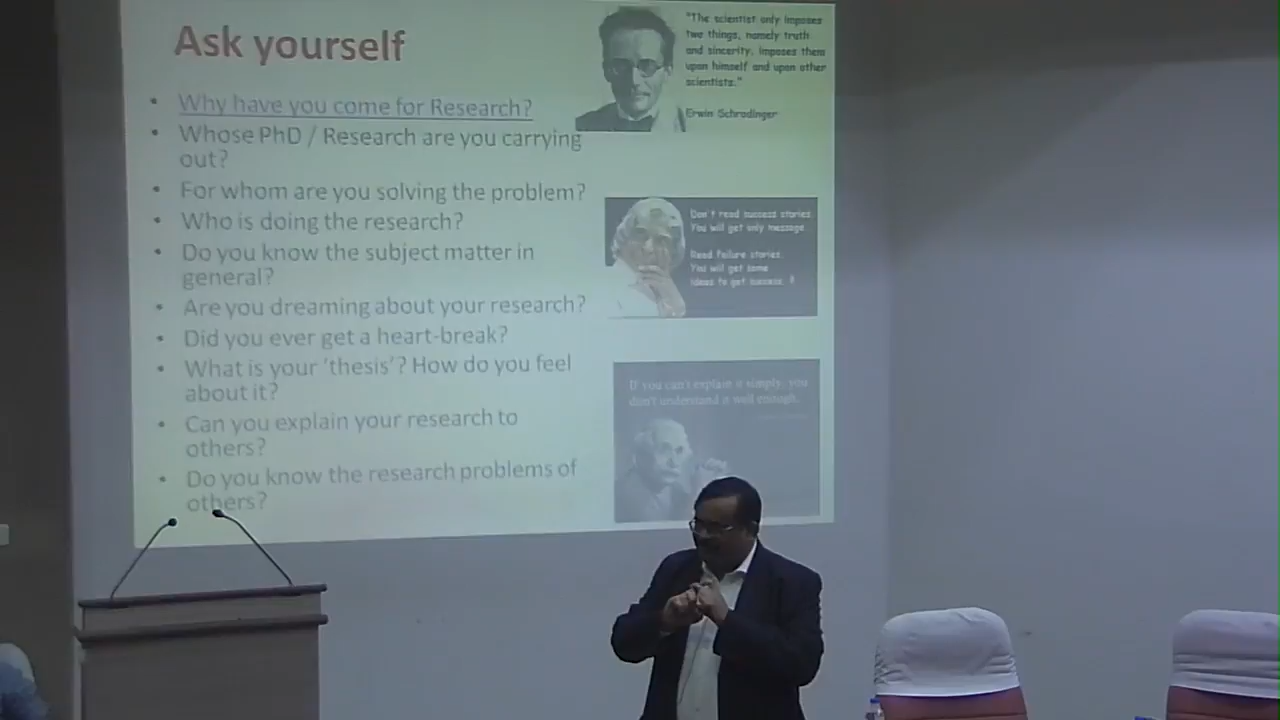 Ask yourself
• Why have you come for Research?
• Whose PhD / Research are you carrying
out?
• For whom are you solving the problem?
• Who is doing the research?
• Do you know the subject matter in
general?
• Are you dreaming about your research?
• Did you ever get a heart-break?
• What is your 'thesis'? How do you feel
about it?
• Can you explain your research to
others?
• Do you know the research problems of
others?
"The scientist only imposes
two things, namely truth
and sincerity, imposes them
upon himself and upon other
scientists."
Erwin Schrodinger
Don't read success stories
You will get only message
Read failure stories
You will get some
ideas to get success.
If you can't explain it simply, you
don't understand it well enough.